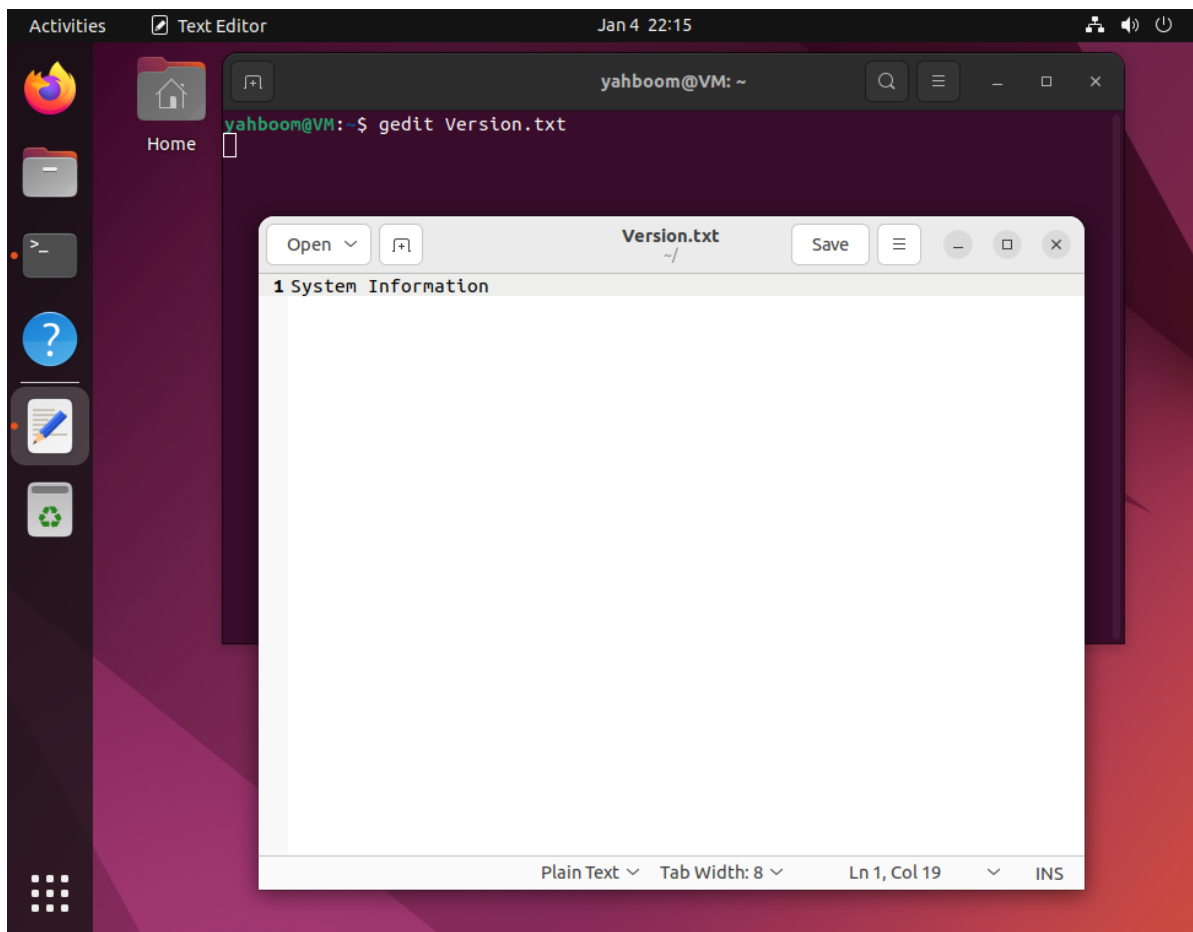 Activities Text Editor Jan 4 22:15
Home
yahboom@VM: ~
yahboom@VM:~$ gedit Version.txt
Open Version.txt Save
~/
1 System Information
Plain Text Tab Width: 8 Ln 1, Col 19 INS